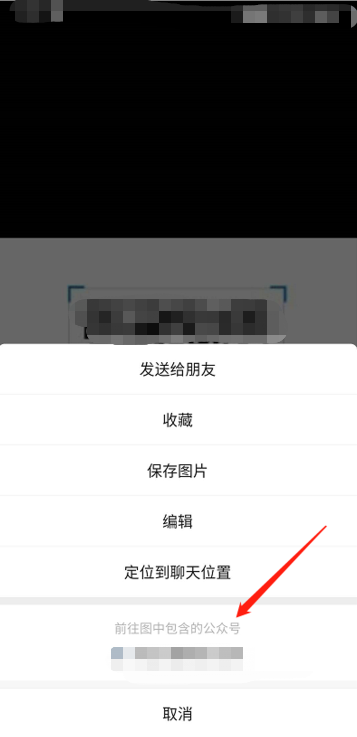 发送给朋友
收藏
保存图片
编辑
定位到聊天位置
前往图中包含的公众号
取消